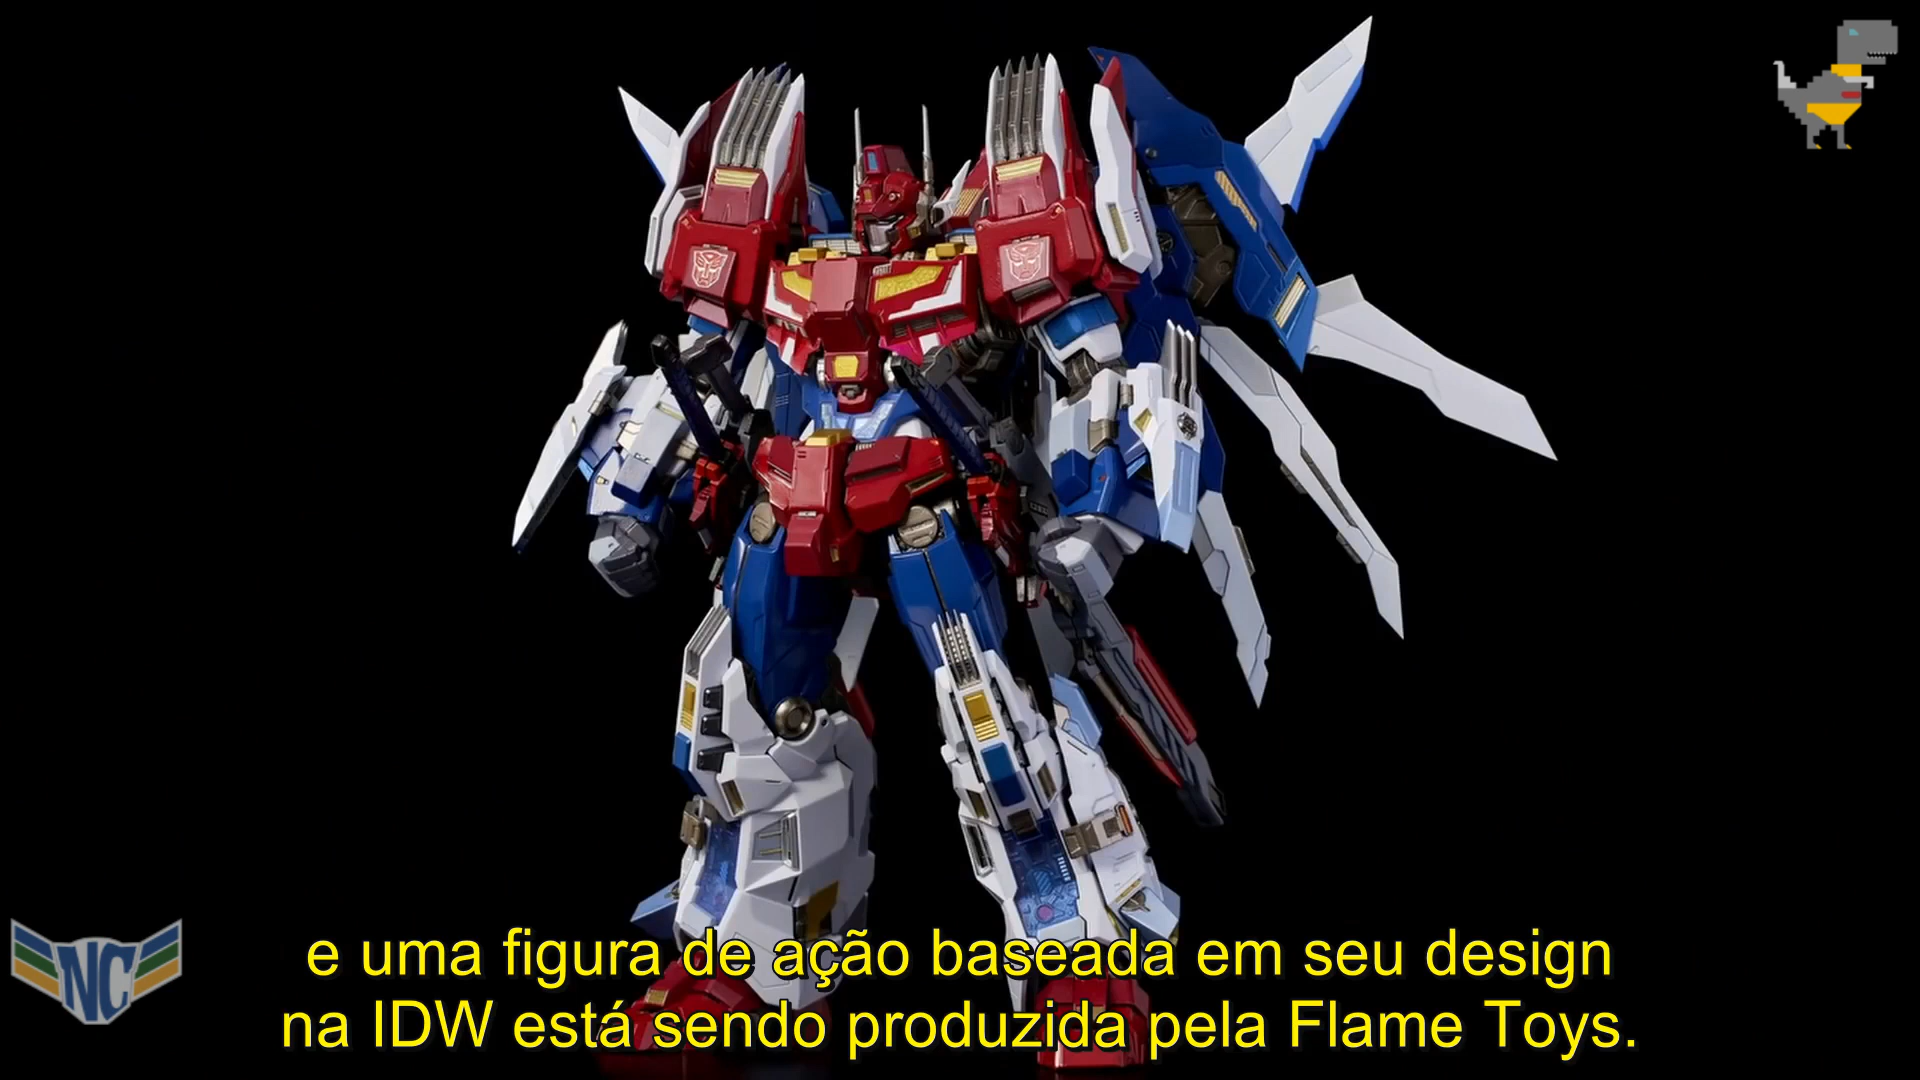 NC
e uma figura de ação baseada em seu design
na IDW está sendo produzida pela Flame Toys.